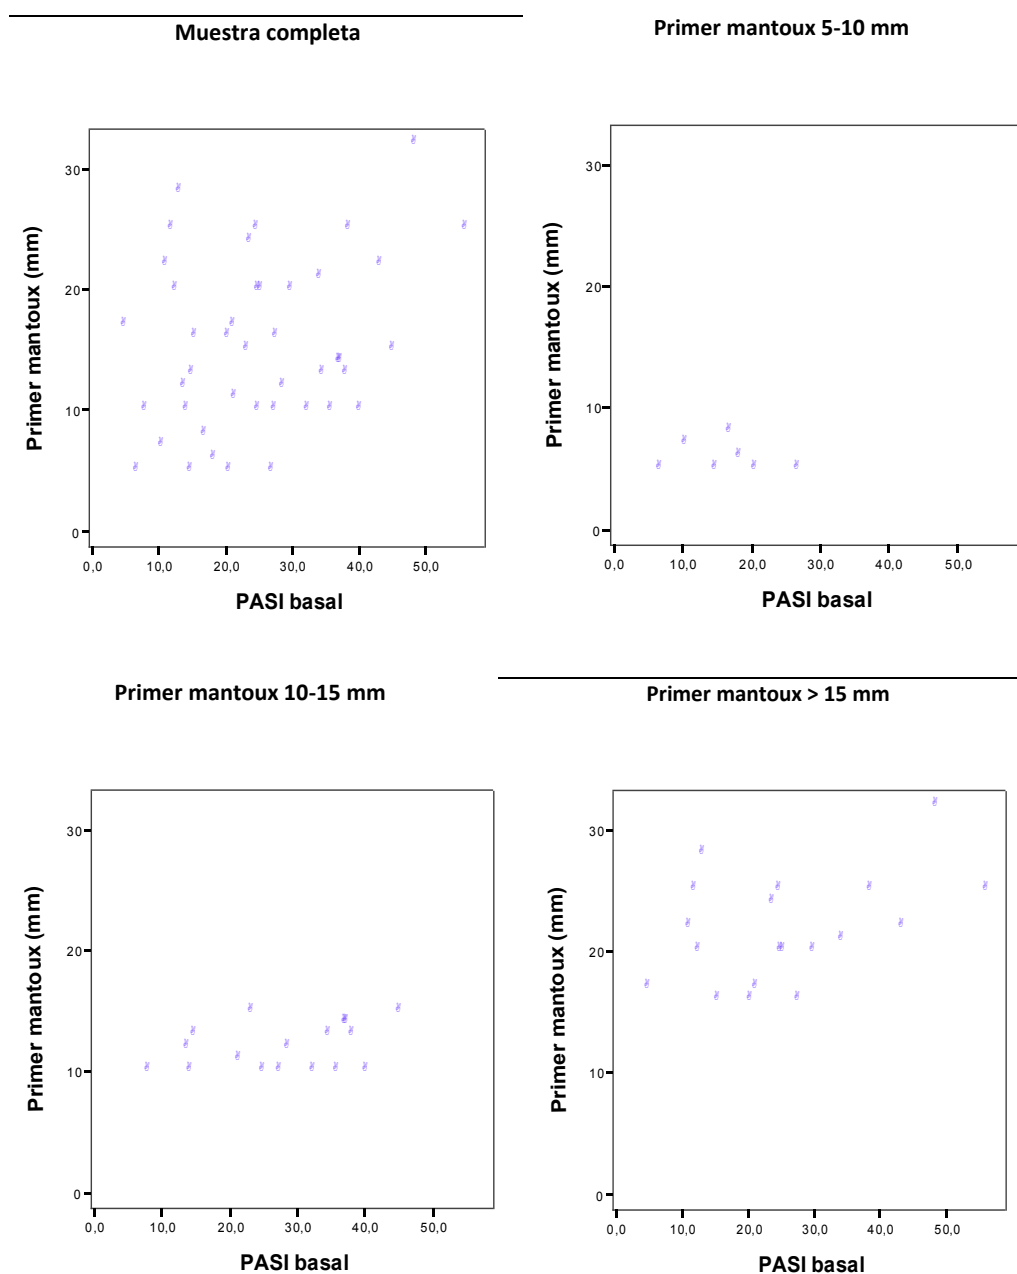 Muestra completa
Primer mantoux (mm)
30
20
10
0
0,0 10,0 20,0 30,0 40,0 50,0
PASI basal
Primer mantoux 5-10 mm
Primer mantoux (mm)
30
20
10
0
0,0 10,0 20,0 30,0 40,0 50,0
PASI basal
Primer mantoux 10-15 mm
Primer mantoux (mm)
30
20
10
0
0,0 10,0 20,0 30,0 40,0 50,0
PASI basal
Primer mantoux > 15 mm
Primer mantoux (mm)
30
20
10
0
0,0 10,0 20,0 30,0 40,0 50,0
PASI basal